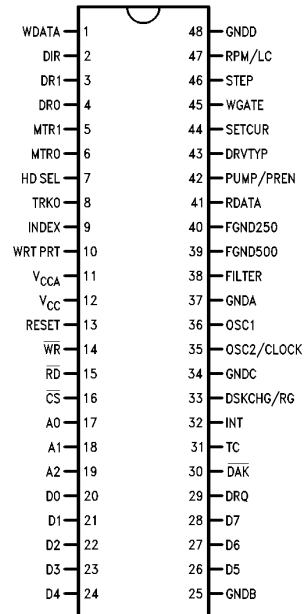 WDATA 1 48 GNDD
DIR 2 47 RPM/LC
DR1 3 46 STEP
DR0 4 45 WGATE
MTR1 5 44 SETCUR
MTR0 6 43 DRVTYP
HD SEL 7 42 PUMP/PREN
TRK0 8 41 RDATA
INDEX 9 40 FGND250
WRT PRT 10 39 FGND500
VCCA 11 38 FILTER
VCC 12 37 GNDA
RESET 13 36 OSC1
WR 14 35 OSC2/CLOCK
RD 15 34 GNDC
CS 16 33 DSKCHG/RG
A0 17 32 INT
A1 18 31 TC
A2 19 30 DAK
D0 20 29 DRQ
D1 21 28 D7
D2 22 27 D6
D3 23 26 D5
D4 24 25 GNDB